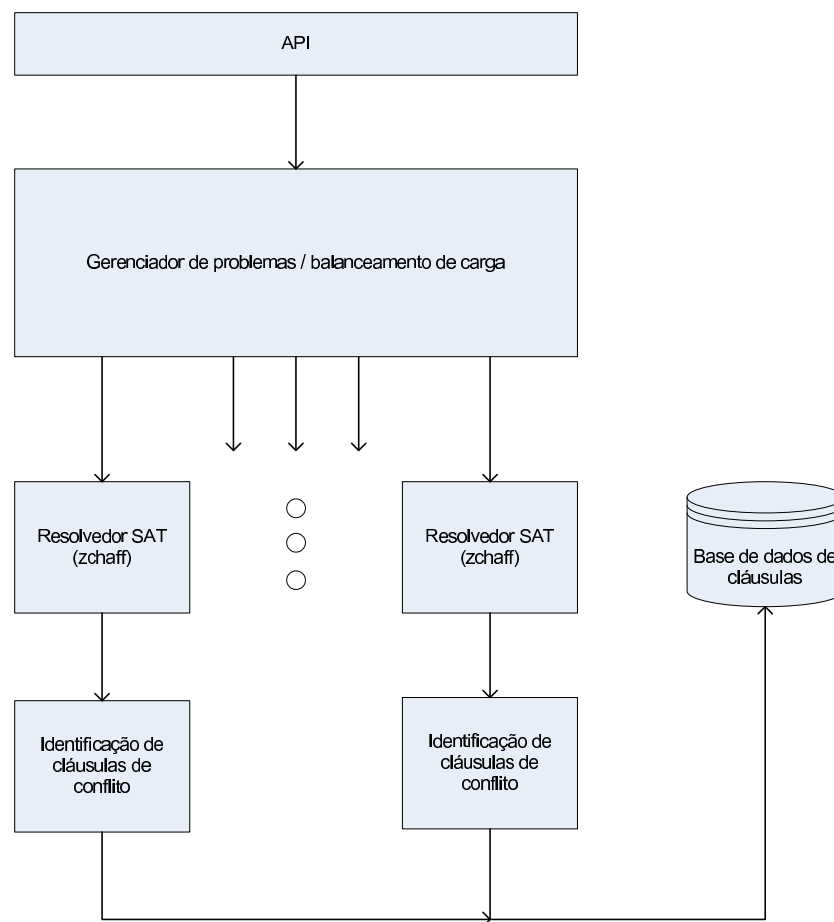 API
Gerenciador de problemas / balanceamento de carga
Resolvedor SAT
(zchaff)
Resolvedor SAT
(zchaff)
Base de dados de
cláusulas
Identificação de
cláusulas de
conflito
Identificação de
cláusulas de
conflito